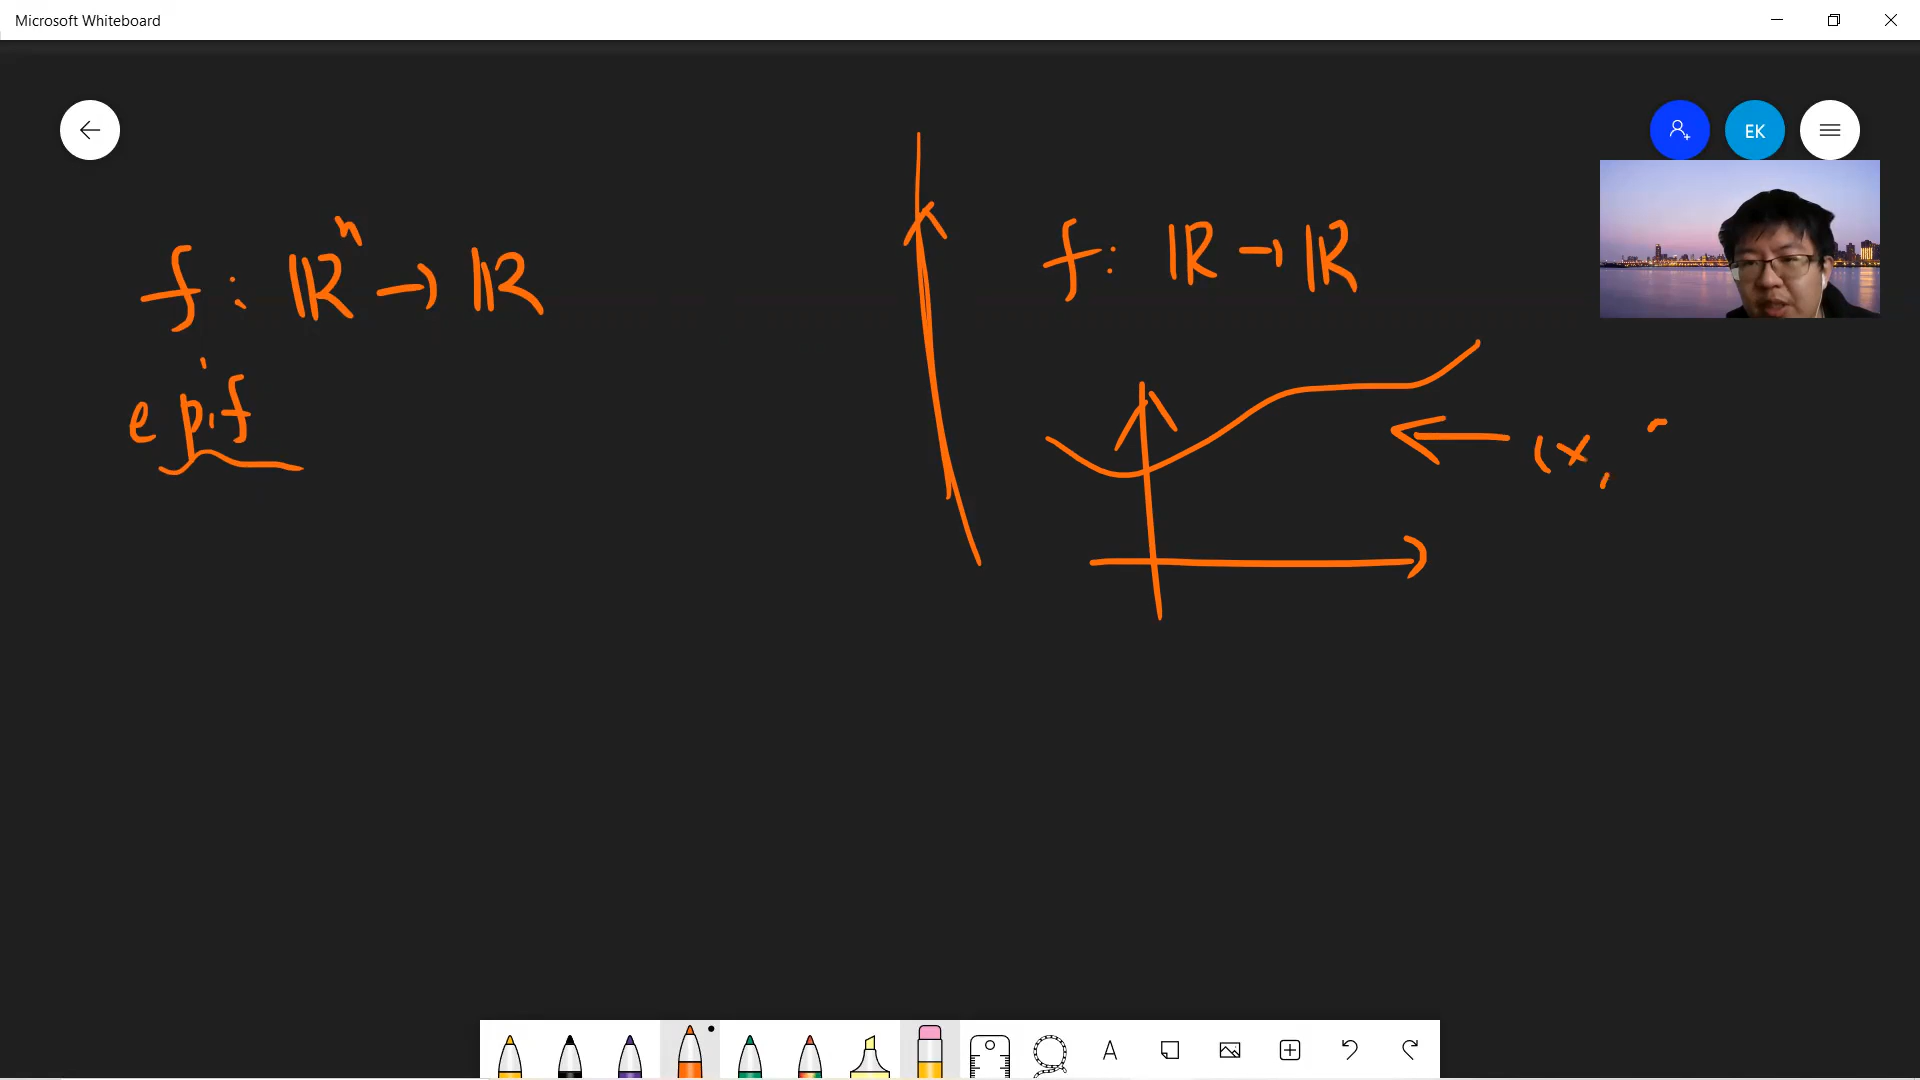 Microsoft Whiteboard
EK
f : ℝⁿ → ℝ
epi f
f : ℝ → ℝ
(x,
A